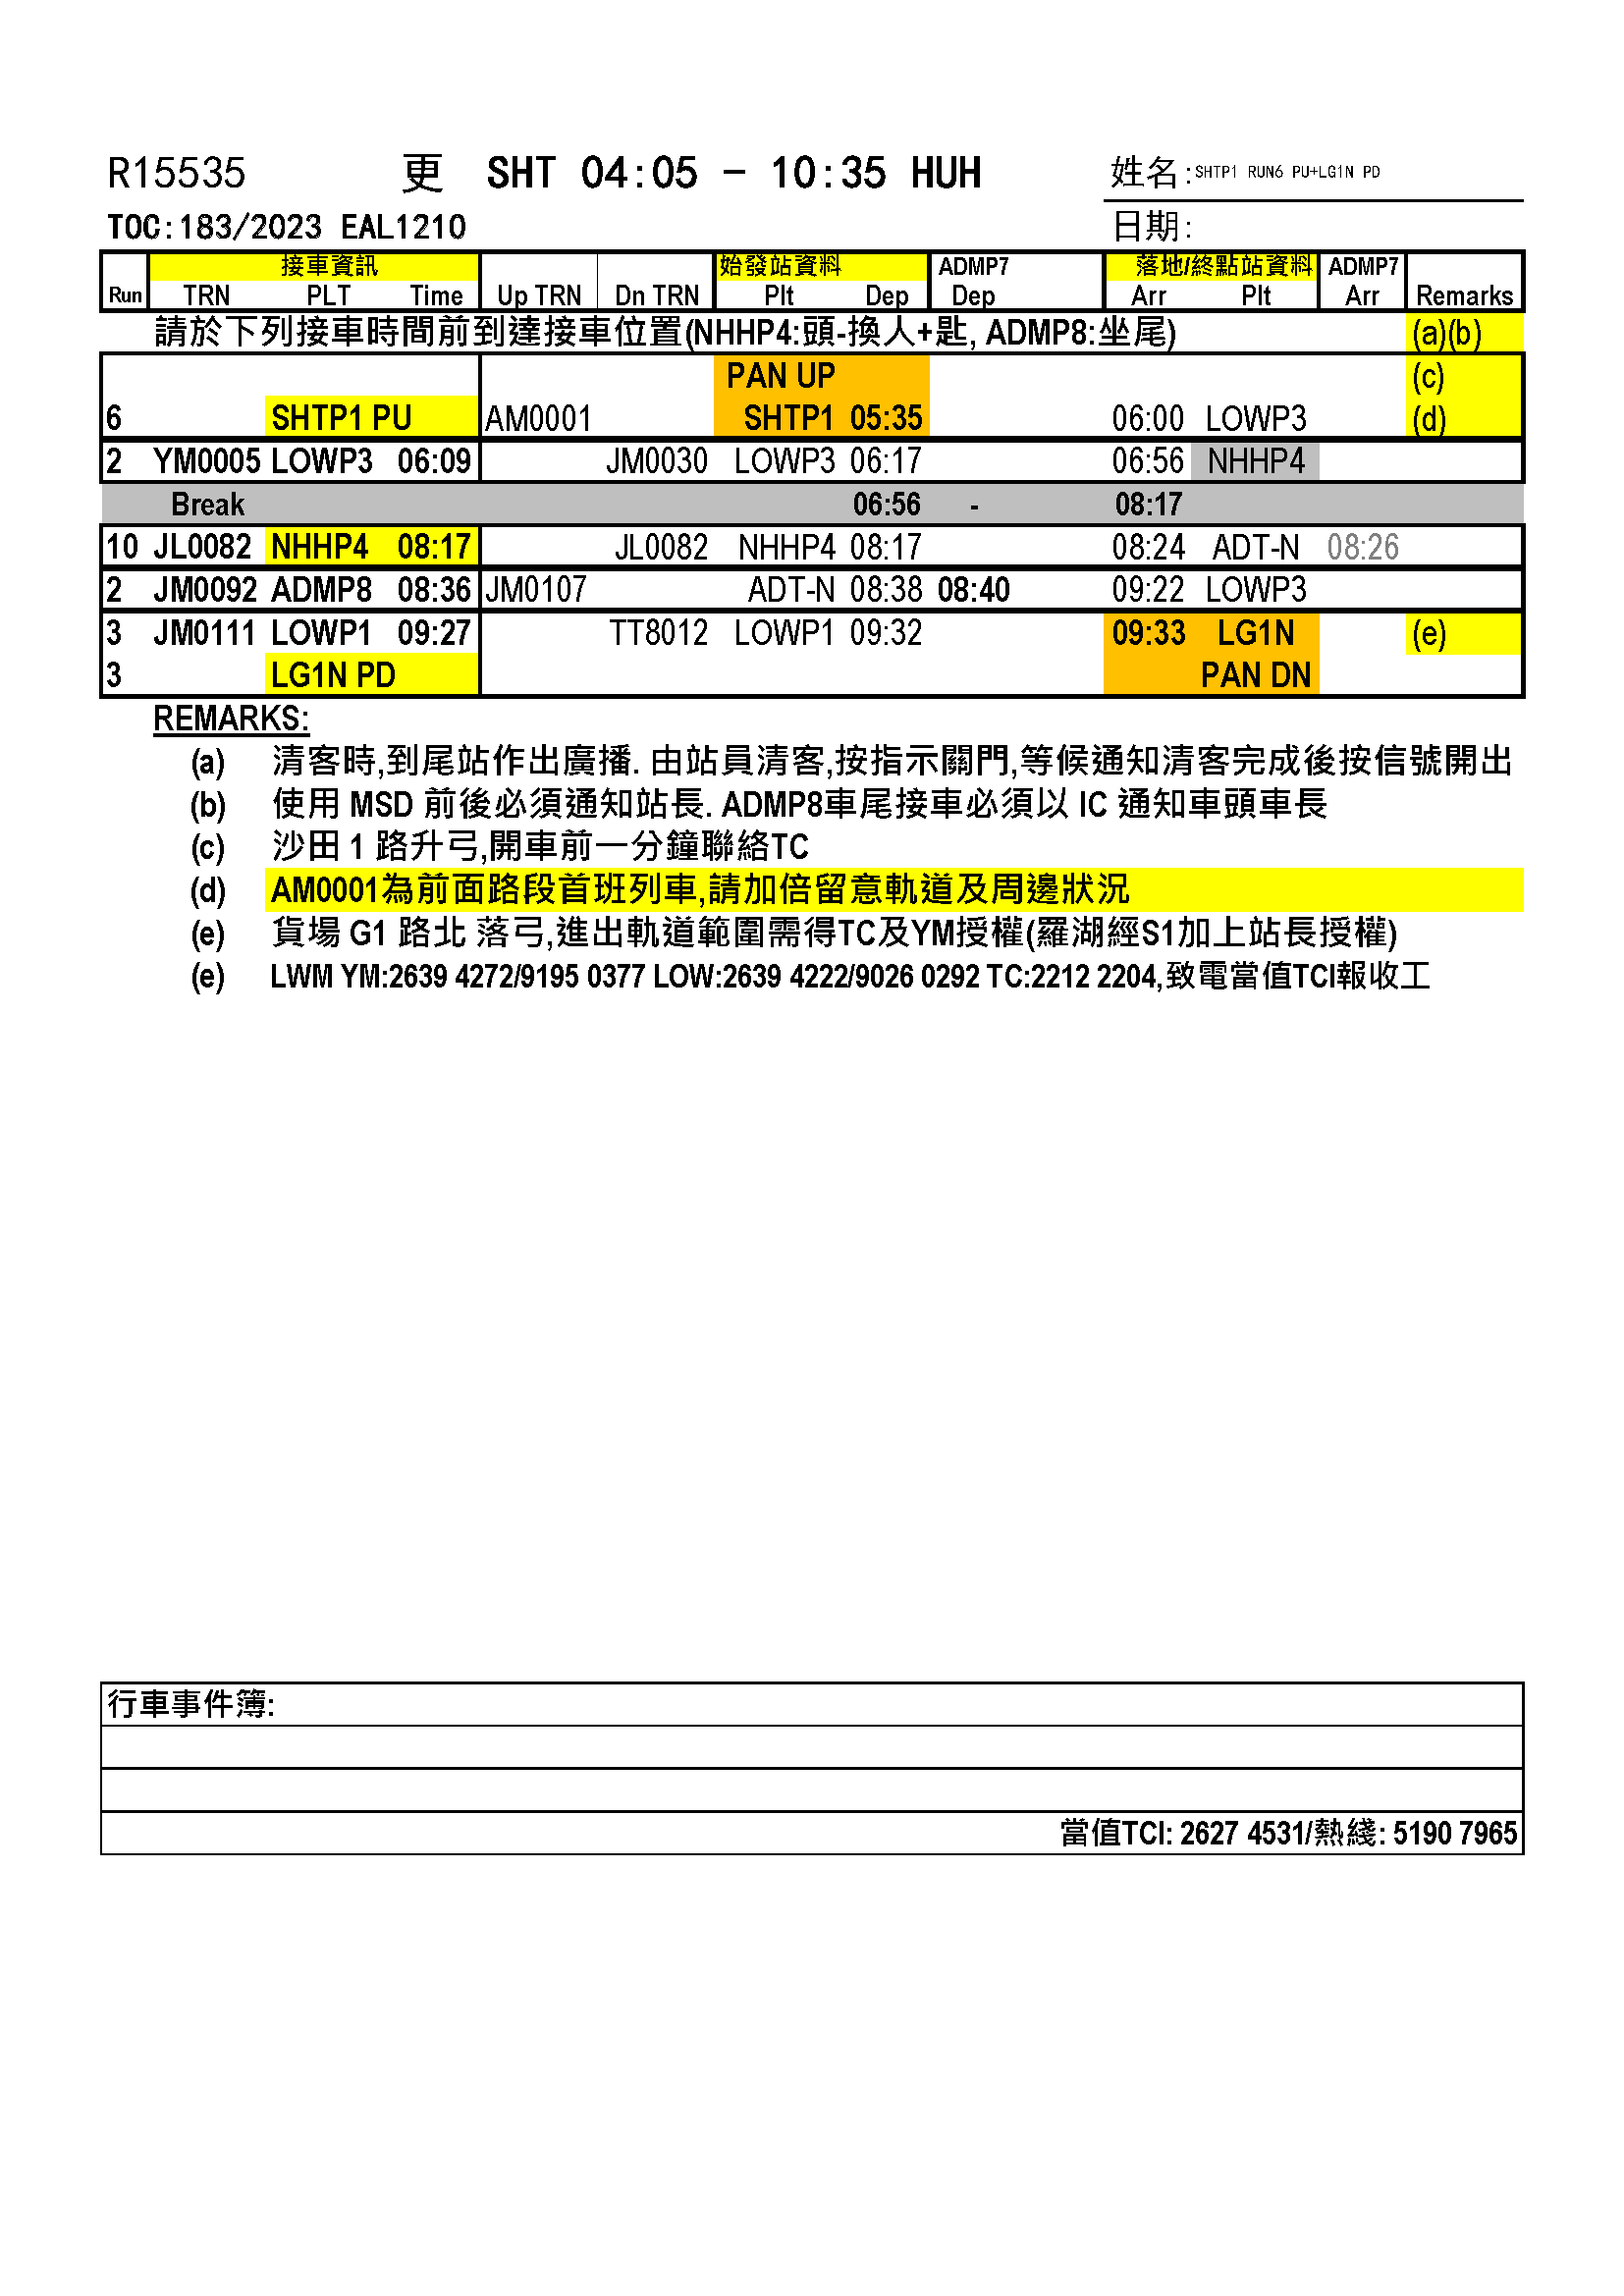 R15535 更 SHT 04:05 - 10:35 HUH 姓名:SHTP1 RUN6 PU+LG1N PD
TOC:183/2023 EAL1210 日期:
接車資訊 始發站資料 ADMP7 落地/終點站資料 ADMP7
Run TRN PLT Time Up TRN Dn TRN Plt Dep Dep Arr Plt Arr Remarks
請於下列接車時間前到達接車位置(NHHP4:頭-換人+匙, ADMP8:坐尾) (a)(b)
PAN UP (c)
6 SHTP1 PU AM0001 SHTP1 05:35 06:00 LOWP3 (d)
2 YM0005 LOWP3 06:09 JM0030 LOWP3 06:17 06:56 NHHP4
Break 06:56 - 08:17
10 JL0082 NHHP4 08:17 JL0082 NHHP4 08:17 08:24 ADT-N 08:26
2 JM0092 ADMP8 08:36 JM0107 ADT-N 08:38 08:40 09:22 LOWP3
3 JM0111 LOWP1 09:27 TT8012 LOWP1 09:32 09:33 LG1N (e)
3 LG1N PD PAN DN
REMARKS:
(a) 清客時,到尾站作出廣播. 由站員清客,按指示關門,等候通知清客完成後按信號開出
(b) 使用 MSD 前後必須通知站長. ADMP8車尾接車必須以 IC 通知車頭車長
(c) 沙田 1 路升弓,開車前一分鐘聯絡TC
(d) AM0001為前面路段首班列車,請加倍留意軌道及周邊狀況
(e) 貨場 G1 路北 落弓,進出軌道範圍需得TC及YM授權(羅湖經S1加上站長授權)
(e) LWM YM:2639 4272/9195 0377 LOW:2639 4222/9026 0292 TC:2212 2204,致電當值TCI報收工
行車事件簿:
當值TCI: 2627 4531/熱綫: 5190 7965